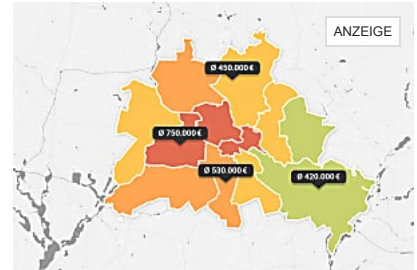 ANZEIGE
Ø 450.000 €
Ø 750.000 €
Ø 530.000 €
Ø 420.000 €